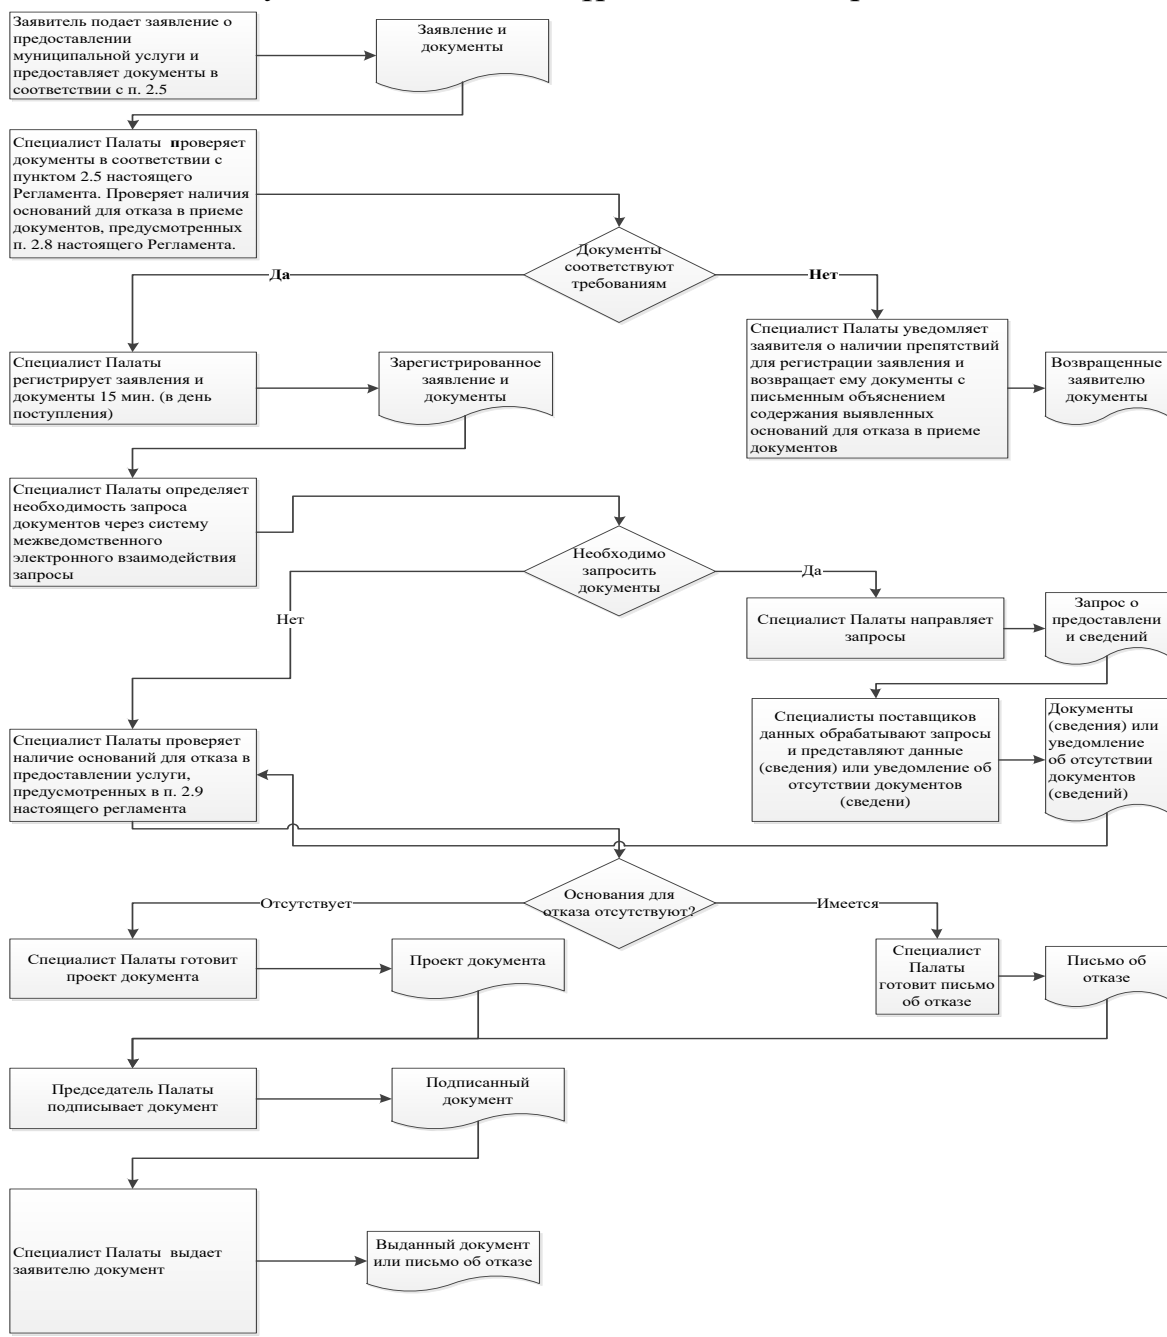 Заявитель подает заявление о
предоставлении
муниципальной услуги и
предоставляет документы в
соответствии с п. 2.5
Заявление и
документы
Специалист Палаты проверяет
документы в соответствии с
пунктом 2.5 настоящего
Регламента. Проверяет наличия
оснований для отказа в приеме
документов, предусмотренных
п. 2.8 настоящего Регламента.
Документы
соответствуют
требованиям
Да
Нет
Специалист Палаты
регистрирует заявления и
документы 15 мин. (в день
поступления)
Зарегистрированное
заявление и
документы
Специалист Палаты уведомляет
заявителя о наличии препятствий
для регистрации заявления и
возвращает ему документы с
письменным объяснением
содержания выявленных
оснований для отказа в приеме
документов
Возвращенные
заявителю
документы
Специалист Палаты определяет
необходимость запроса
документов через систему
межведомственного
электронного взаимодействия
запросы
Необходимо
запросить
документы
Да
Нет
Специалист Палаты направляет
запросы
Запрос о
предоставлени
и сведений
Специалист Палаты проверяет
наличие оснований для отказа в
предоставлении услуги,
предусмотренных в п. 2.9
настоящего регламента
Специалисты поставщиков
данных обрабатывают запросы
и представляют данные
(сведения) или уведомление об
отсутствии документов
(сведени)
Документы
(сведения) или
уведомление
об отсутствии
документов
(сведений)
Основания для
отказа отсутствуют?
Отсутствует
Имеется
Специалист Палаты готовит
проект документа
Проект документа
Специалист
Палаты
готовит письмо
об отказе
Письмо об
отказе
Председатель Палаты
подписывает документ
Подписанный
документ
Специалист Палаты выдает
заявителю документ
Выданный документ
или письмо об отказе